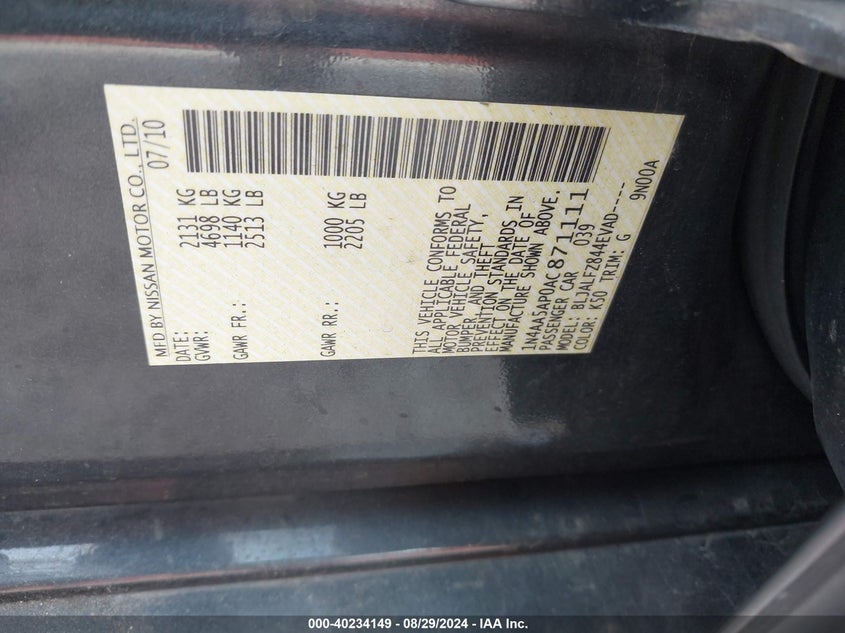 MFD BY NISSAN MOTOR CO., LTD.
DATE: 07/10
GVWR: 2131 KG
4698 LB
GAWR FR.: 1140 KG
2513 LB
GAWR RR.: 1000 KG
2205 LB
THIS VEHICLE CONFORMS TO
ALL APPLICABLE FEDERAL
MOTOR VEHICLE SAFETY,
BUMPER, AND THEFT
PREVENTION STANDARDS IN
EFFECT ON THE DATE OF
MANUFACTURE SHOWN ABOVE.
1N4AA5AP0AC871111
PASSENGER CAR 039
MODEL: BLJALFZ844FEVAD----
COLOR: K50 TRIM: G
9N00A
000-40234149 - 08/29/2024 - IAA Inc.